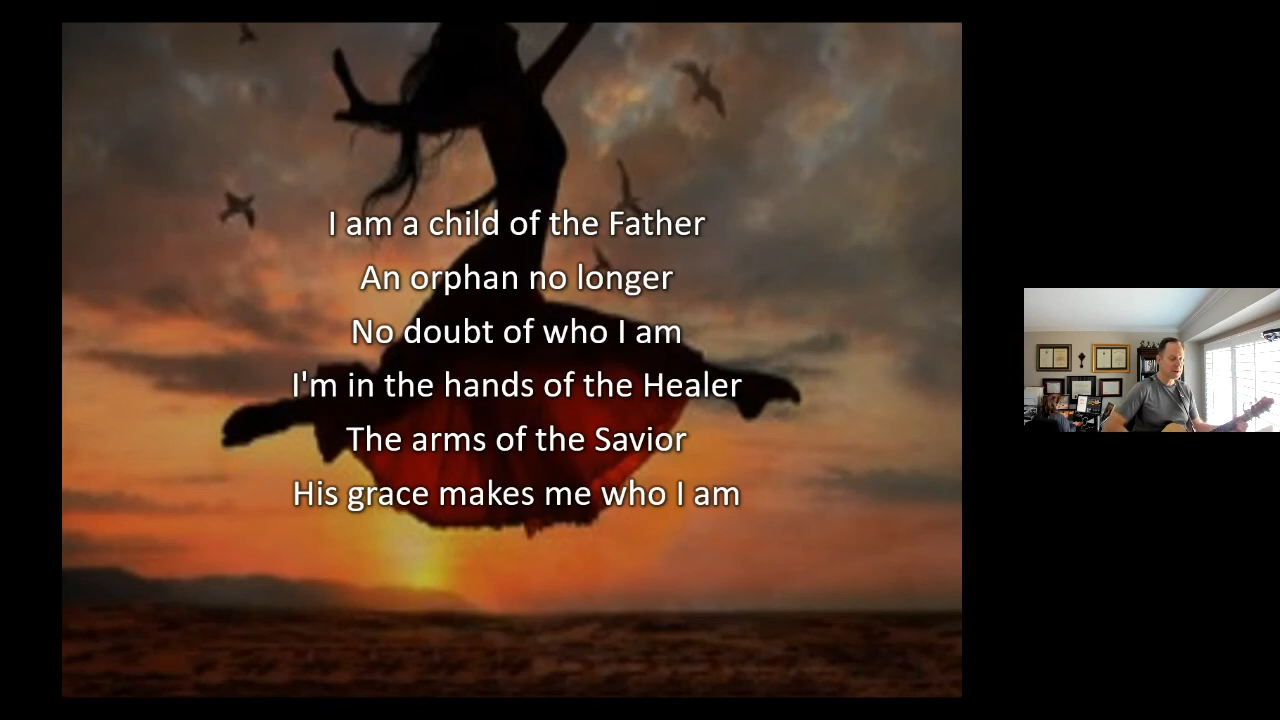 I am a child of the Father
An orphan no longer
No doubt of who I am
I'm in the hands of the Healer
The arms of the Savior
His grace makes me who I am